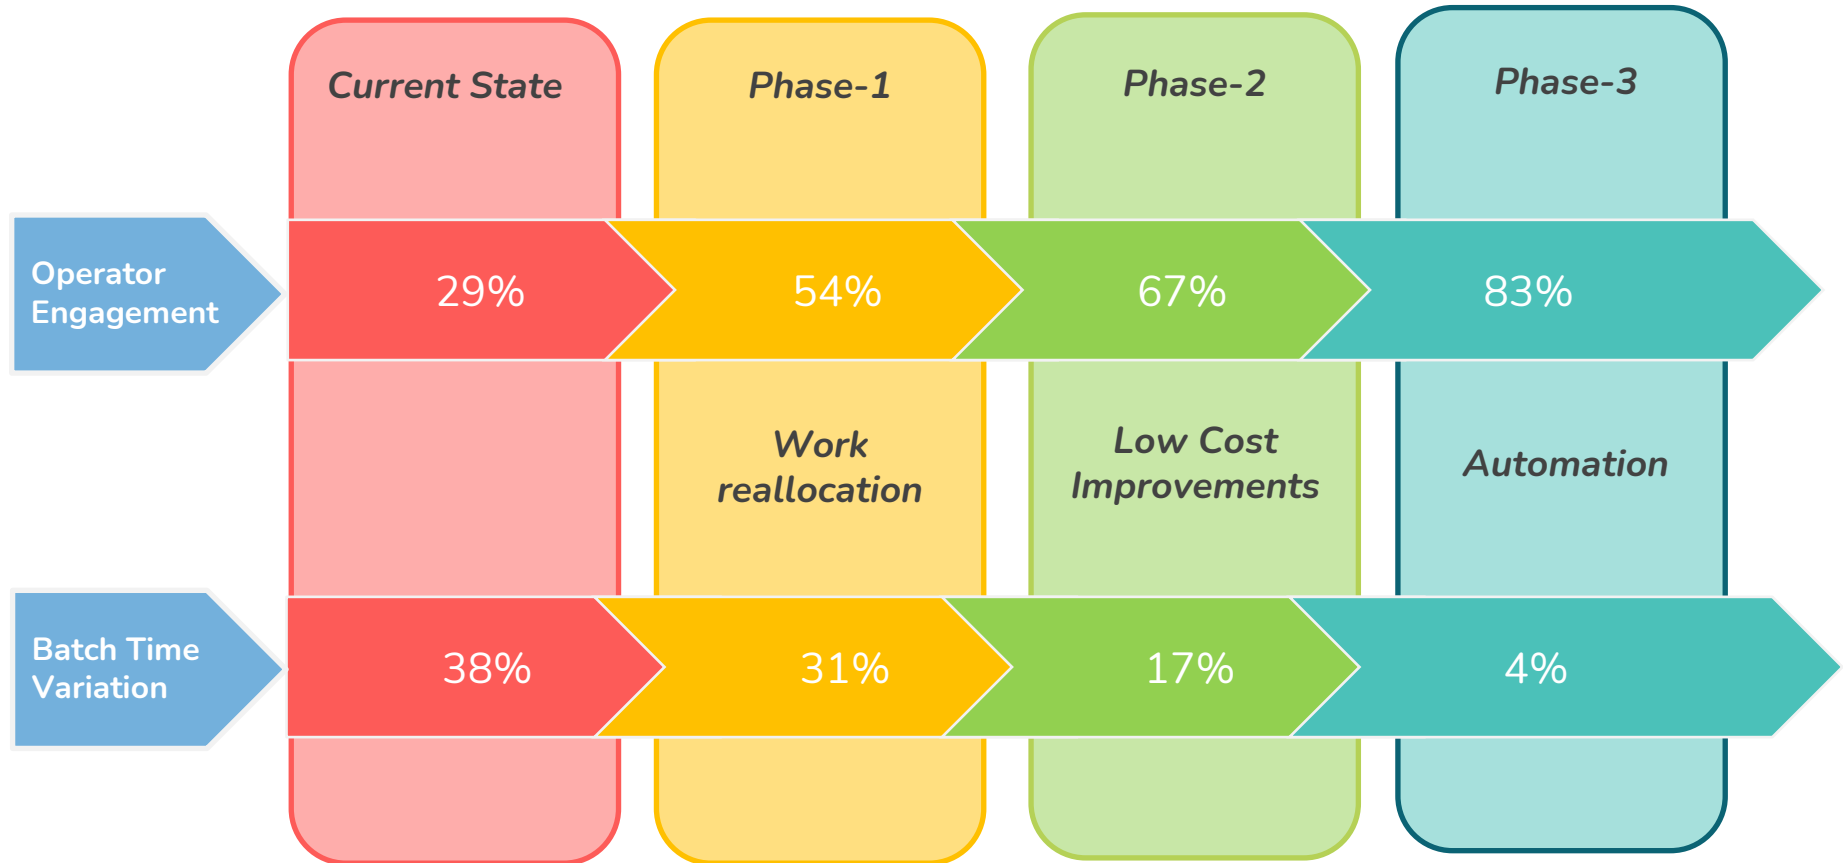 Current State
Phase-1
Phase-2
Phase-3
Operator
Engagement
29%
54%
67%
83%
Work
reallocation
Low Cost
Improvements
Automation
Batch Time
Variation
38%
31%
17%
4%